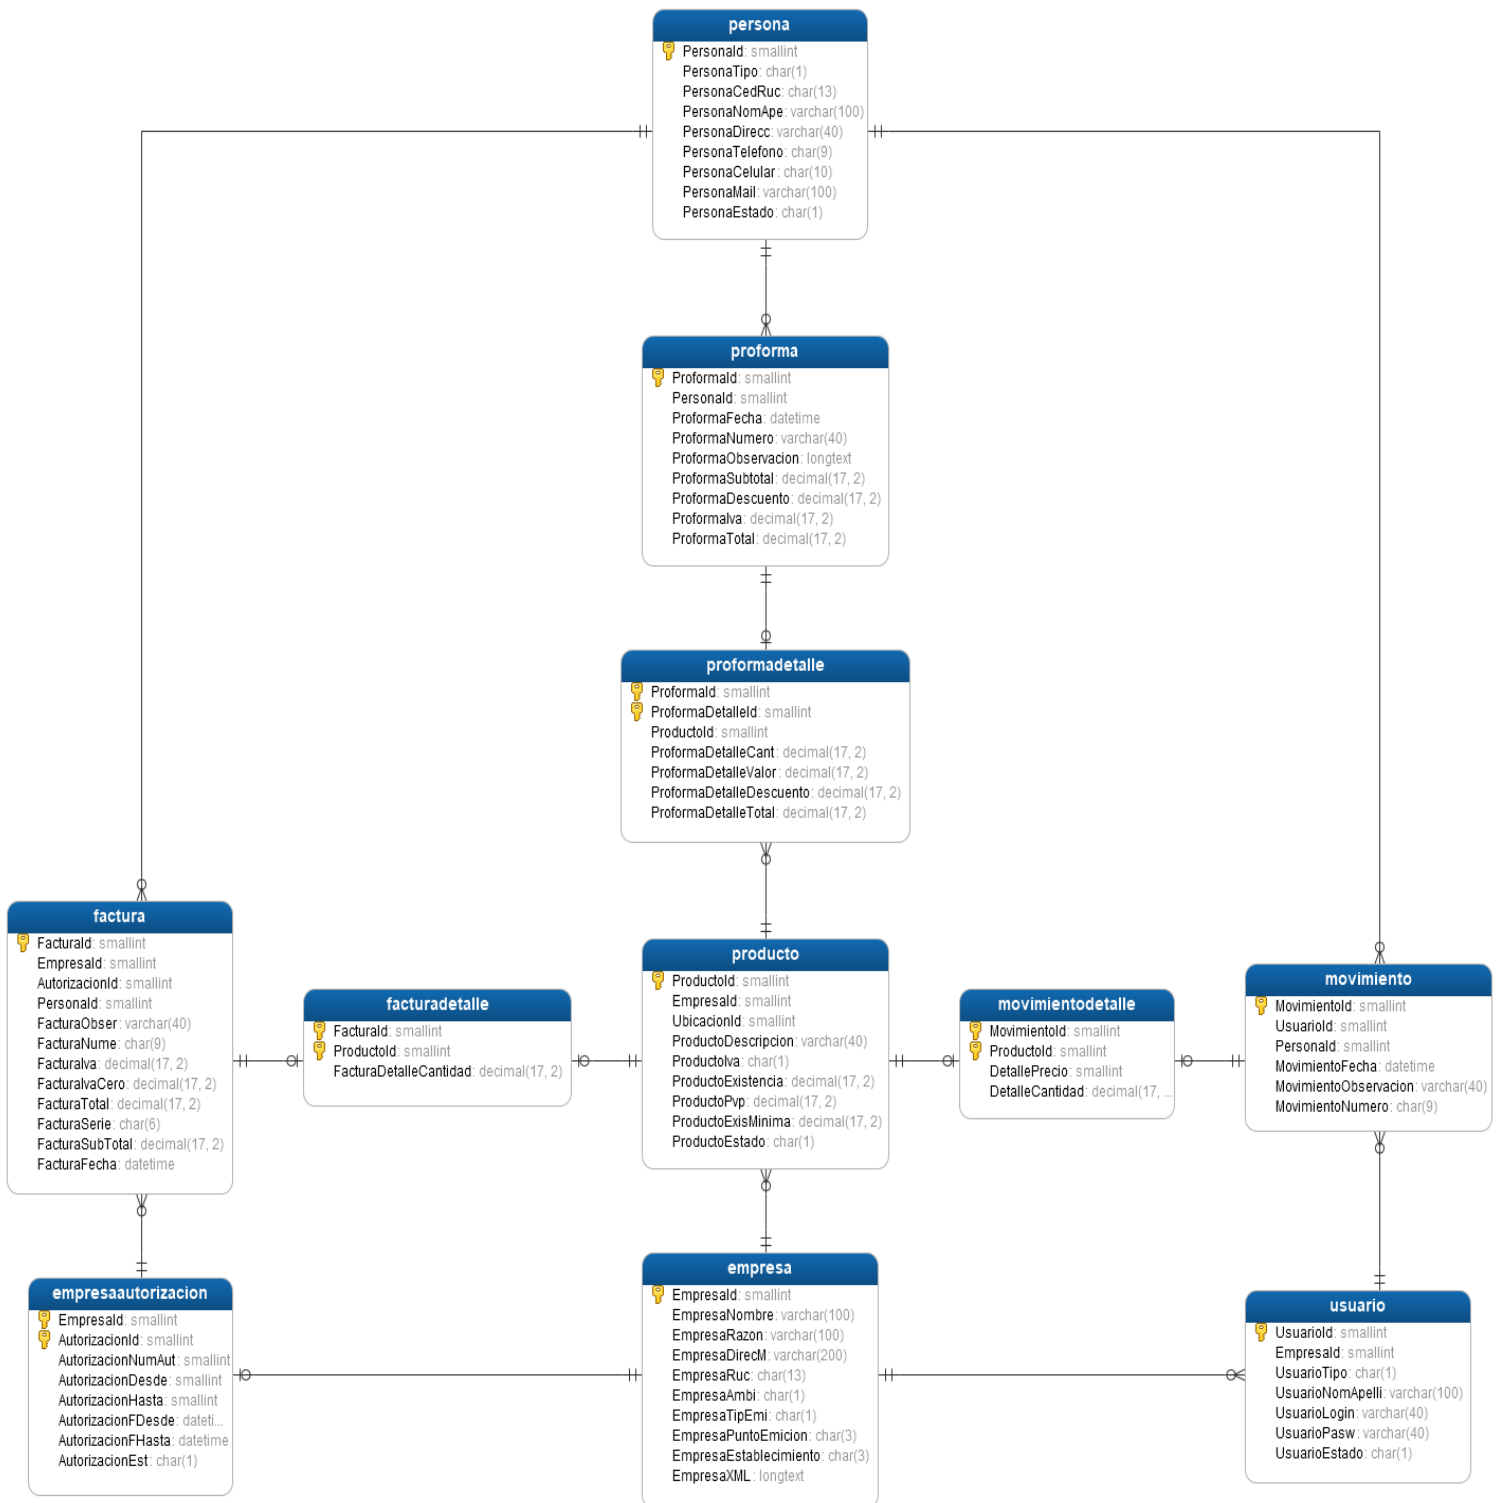 persona
PersonaId: smallint
PersonaTipo: char(1)
PersonaCedRuc: char(13)
PersonaNomApe: varchar(100)
PersonaDirecc: varchar(40)
PersonaTelefono: char(9)
PersonaCelular: char(10)
PersonaMail: varchar(100)
PersonaEstado: char(1)
proforma
ProformaId: smallint
PersonaId: smallint
ProformaFecha: datetime
ProformaNumero: varchar(40)
ProformaObservacion: longtext
ProformaSubtotal: decimal(17, 2)
ProformaDescuento: decimal(17, 2)
ProformaIva: decimal(17, 2)
ProformaTotal: decimal(17, 2)
proformadetalle
ProformaId: smallint
ProformaDetalleId: smallint
ProductoId: smallint
ProformaDetalleCant: decimal(17, 2)
ProformaDetalleValor: decimal(17, 2)
ProformaDetalleDescuento: decimal(17, 2)
ProformaDetalleTotal: decimal(17, 2)
factura
FacturaId: smallint
EmpresaId: smallint
AutorizacionId: smallint
PersonaId: smallint
FacturaObser: varchar(40)
FacturaNume: char(9)
FacturaIva: decimal(17, 2)
FacturaIvaCero: decimal(17, 2)
FacturaTotal: decimal(17, 2)
FacturaSerie: char(6)
FacturaSubTotal: decimal(17, 2)
FacturaFecha: datetime
facturadetalle
FacturaId: smallint
ProductoId: smallint
FacturaDetalleCantidad: decimal(17, 2)
producto
ProductoId: smallint
EmpresaId: smallint
UbicacionId: smallint
ProductoDescripcion: varchar(40)
ProductoIva: char(1)
ProductoExistencia: decimal(17, 2)
ProductoPvp: decimal(17, 2)
ProductoExisMinima: decimal(17, 2)
ProductoEstado: char(1)
movimientodetalle
MovimientoId: smallint
ProductoId: smallint
DetallePrecio: smallint
DetalleCantidad: decimal(17, ...
movimiento
MovimientoId: smallint
UsuarioId: smallint
PersonaId: smallint
MovimientoFecha: datetime
MovimientoObservacion: varchar(40)
MovimientoNumero: char(9)
empresaautorizacion
EmpresaId: smallint
AutorizacionId: smallint
AutorizacionNumAut: smallint
AutorizacionDesde: smallint
AutorizacionHasta: smallint
AutorizacionFDesde: dateti...
AutorizacionFHasta: datetime
AutorizacionEst: char(1)
empresa
EmpresaId: smallint
EmpresaNombre: varchar(100)
EmpresaRazon: varchar(100)
EmpresaDirecM: varchar(200)
EmpresaRuc: char(13)
EmpresaAmbi: char(1)
EmpresaTipEmi: char(1)
EmpresaPuntoEmicion: char(3)
EmpresaEstablecimiento: char(3)
EmpresaXML: longtext
usuario
UsuarioId: smallint
EmpresaId: smallint
UsuarioTipo: char(1)
UsuarioNomApelli: varchar(100)
UsuarioLogin: varchar(40)
UsuarioPasw: varchar(40)
UsuarioEstado: char(1)